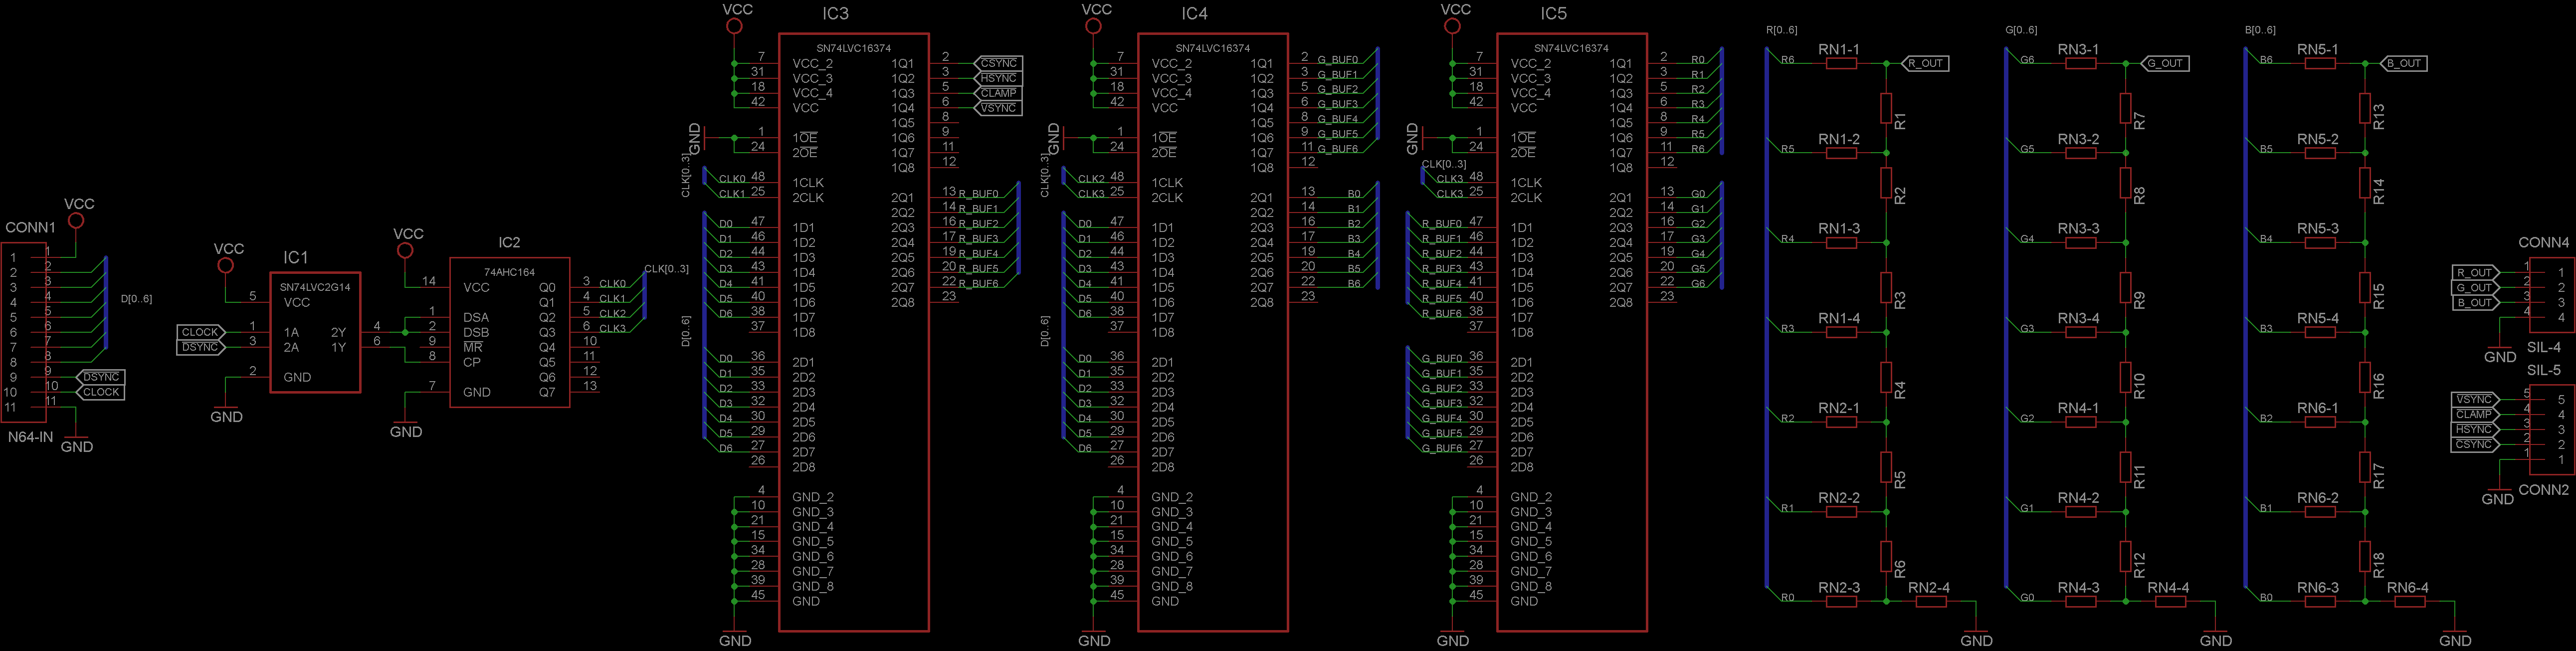 VCC
CONN1
1
2
3
4
5
6
7
8
9
10
11
1
2
3
4
5
6
7
8
9
10
11
D[0..6]
DSYNC
CLOCK
N64-IN
GND
VCC
IC1
SN74LVC2G14
5 VCC
CLOCK 1 1A 2Y 4
DSYNC 3 2A 1Y 6
2 GND
GND
VCC
IC2
74AHC164
14 VCC Q0 3 CLK0
CLK[0..3]
Q1 4 CLK1
1 DSA Q2 5 CLK2
2 DSB Q3 6 CLK3
9 MR Q4 10
8 CP Q5 11
Q6 12
7 GND Q7 13
GND
VCC
IC3
SN74LVC16374
7 VCC_2 1Q1 2 CSYNC
31 VCC_3 1Q2 3 HSYNC
18 VCC_4 1Q3 5 CLAMP
42 VCC 1Q4 6 VSYNC
1Q5 8
GND 1 1OE 1Q6 9
24 2OE 1Q7 11
1Q8 12
CLK[0..3]
CLK0 48 1CLK
CLK1 25 2CLK 2Q1 13 R_BUF0
2Q2 14 R_BUF1
D0 47 1D1 2Q3 16 R_BUF2
D1 46 1D2 2Q4 17 R_BUF3
D2 44 1D3 2Q5 19 R_BUF4
D3 43 1D4 2Q6 20 R_BUF5
D4 41 1D5 2Q7 22 R_BUF6
D5 40 1D6 2Q8 23
D6 38 1D7
37 1D8
D[0..6]
D0 36 2D1
D1 35 2D2
D2 33 2D3
D3 32 2D4
D4 30 2D5
D5 29 2D6
D6 27 2D7
26 2D8
4 GND_2
10 GND_3
21 GND_4
15 GND_5
34 GND_6
28 GND_7
39 GND_8
45 GND
GND
VCC
IC4
SN74LVC16374
7 VCC_2 1Q1 2 G_BUF0
31 VCC_3 1Q2 3 G_BUF1
18 VCC_4 1Q3 5 G_BUF2
42 VCC 1Q4 6 G_BUF3
1Q5 8 G_BUF4
GND 1 1OE 1Q6 9 G_BUF5
24 2OE 1Q7 11 G_BUF6
1Q8 12
CLK[0..3]
CLK2 48 1CLK
CLK3 25 2CLK 2Q1 13 B0
2Q2 14 B1
D0 47 1D1 2Q3 16 B2
D1 46 1D2 2Q4 17 B3
D2 44 1D3 2Q5 19 B4
D3 43 1D4 2Q6 20 B5
D4 41 1D5 2Q7 22 B6
D5 40 1D6 2Q8 23
D6 38 1D7
37 1D8
D[0..6]
D0 36 2D1
D1 35 2D2
D2 33 2D3
D3 32 2D4
D4 30 2D5
D5 29 2D6
D6 27 2D7
26 2D8
4 GND_2
10 GND_3
21 GND_4
15 GND_5
34 GND_6
28 GND_7
39 GND_8
45 GND
GND
VCC
IC5
SN74LVC16374
7 VCC_2 1Q1 2 R0
31 VCC_3 1Q2 3 R1
18 VCC_4 1Q3 5 R2
42 VCC 1Q4 6 R3
1Q5 8 R4
GND 1 1OE 1Q6 9 R5
24 2OE 1Q7 11 R6
CLK[0..3] 1Q8 12
CLK3 48 1CLK
CLK3 25 2CLK 2Q1 13 G0
2Q2 14 G1
R_BUF0 47 1D1 2Q3 16 G2
R_BUF1 46 1D2 2Q4 17 G3
R_BUF2 44 1D3 2Q5 19 G4
R_BUF3 43 1D4 2Q6 20 G5
R_BUF4 41 1D5 2Q7 22 G6
R_BUF5 40 1D6 2Q8 23
R_BUF6 38 1D7
37 1D8
G_BUF0 36 2D1
G_BUF1 35 2D2
G_BUF2 33 2D3
G_BUF3 32 2D4
G_BUF4 30 2D5
G_BUF5 29 2D6
G_BUF6 27 2D7
26 2D8
4 GND_2
10 GND_3
21 GND_4
15 GND_5
34 GND_6
28 GND_7
39 GND_8
45 GND
GND
R[0..6]
R6 RN1-1 R_OUT
R1
R5 RN1-2
R2
R4 RN1-3
R3
R3 RN1-4
R4
R2 RN2-1
R5
R1 RN2-2
R6
R0 RN2-3 RN2-4
GND
G[0..6]
G6 RN3-1 G_OUT
R7
G5 RN3-2
R8
G4 RN3-3
R9
G3 RN3-4
R10
G2 RN4-1
R11
G1 RN4-2
R12
G0 RN4-3 RN4-4
GND
B[0..6]
B6 RN5-1 B_OUT
R13
B5 RN5-2
R14
B4 RN5-3
R15
B3 RN5-4
R16
B2 RN6-1
R17
B1 RN6-2
R18
B0 RN6-3 RN6-4
GND
CONN4
R_OUT 1 1
G_OUT 2 2
B_OUT 3 3
4 4
GND SIL-4
SIL-5
VSYNC 5 5
CLAMP 4 4
HSYNC 3 3
CSYNC 2 2
1 1
GND CONN2